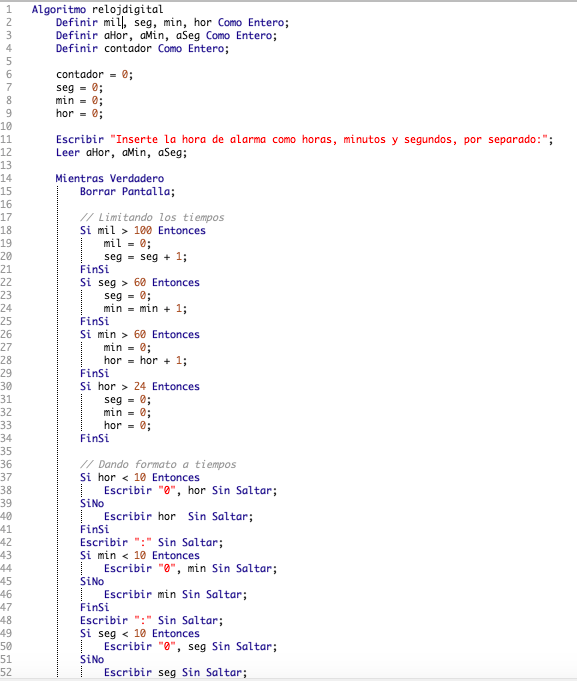 1 Algoritmo relojdigital
2 Definir mil, seg, min, hor Como Entero;
3 Definir aHor, aMin, aSeg Como Entero;
4 Definir contador Como Entero;
5
6 contador = 0;
7 seg = 0;
8 min = 0;
9 hor = 0;
10
11 Escribir "Inserte la hora de alarma como horas, minutos y segundos, por separado:";
12 Leer aHor, aMin, aSeg;
13
14 Mientras Verdadero
15 Borrar Pantalla;
16
17 // Limitando los tiempos
18 Si mil > 100 Entonces
19 mil = 0;
20 seg = seg + 1;
21 FinSi
22 Si seg > 60 Entonces
23 seg = 0;
24 min = min + 1;
25 FinSi
26 Si min > 60 Entonces
27 min = 0;
28 hor = hor + 1;
29 FinSi
30 Si hor > 24 Entonces
31 seg = 0;
32 min = 0;
33 hor = 0;
34 FinSi
35
36 // Dando formato a tiempos
37 Si hor < 10 Entonces
38 Escribir "0", hor Sin Saltar;
39 SiNo
40 Escribir hor  Sin Saltar;
41 FinSi
42 Escribir ":" Sin Saltar;
43 Si min < 10 Entonces
44 Escribir "0", min Sin Saltar;
45 SiNo
46 Escribir min Sin Saltar;
47 FinSi
48 Escribir ":" Sin Saltar;
49 Si seg < 10 Entonces
50 Escribir "0", seg Sin Saltar;
51 SiNo
52 Escribir seg Sin Saltar;